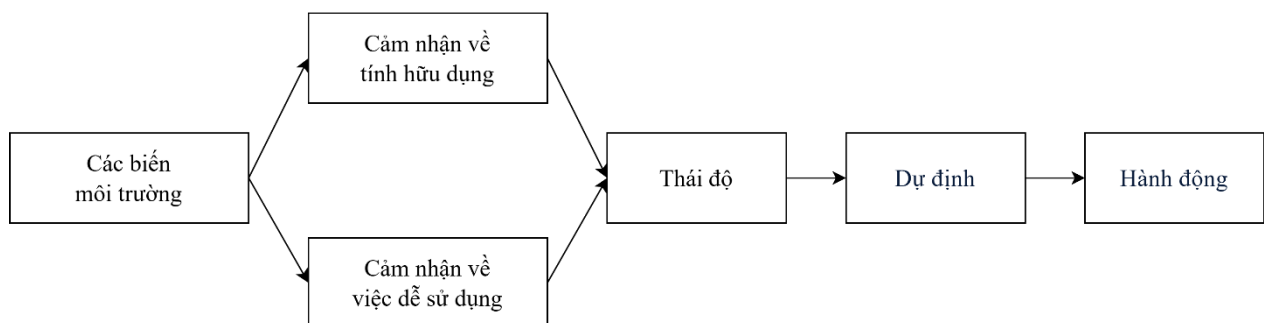 Cảm nhận về
tính hữu dụng
Các biến
môi trường
Cảm nhận về
việc dễ sử dụng
Thái độ
Dự định
Hành động